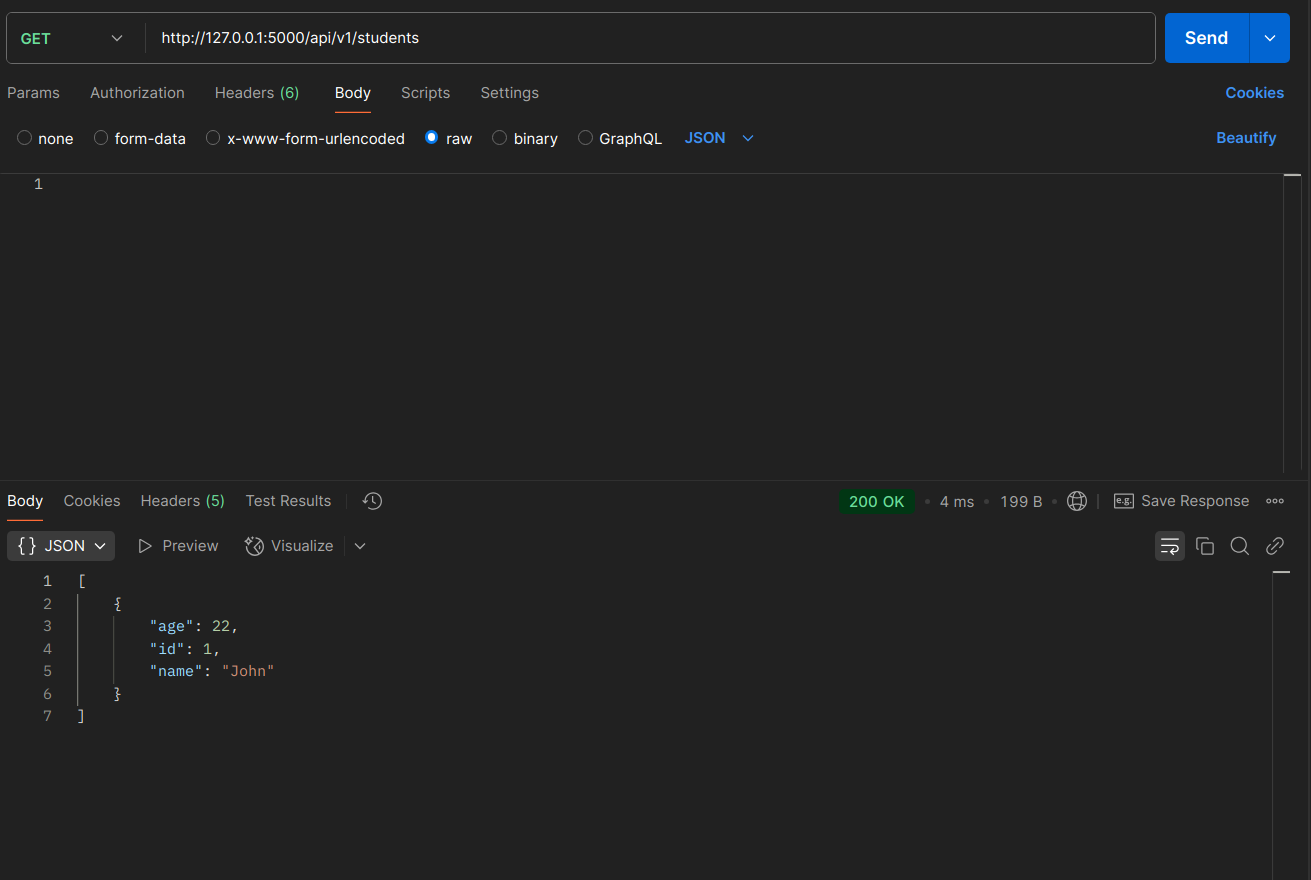 GET http://127.0.0.1:5000/api/v1/students Send
Params Authorization Headers (6) Body Scripts Settings Cookies
none form-data x-www-form-urlencoded raw binary GraphQL JSON Beautify
1
Body Cookies Headers (5) Test Results 200 OK • 4 ms • 199 B • e.g. Save Response
{} JSON Preview Visualize
1 [
2 {
3 "age": 22,
4 "id": 1,
5 "name": "John"
6 }
7 ]